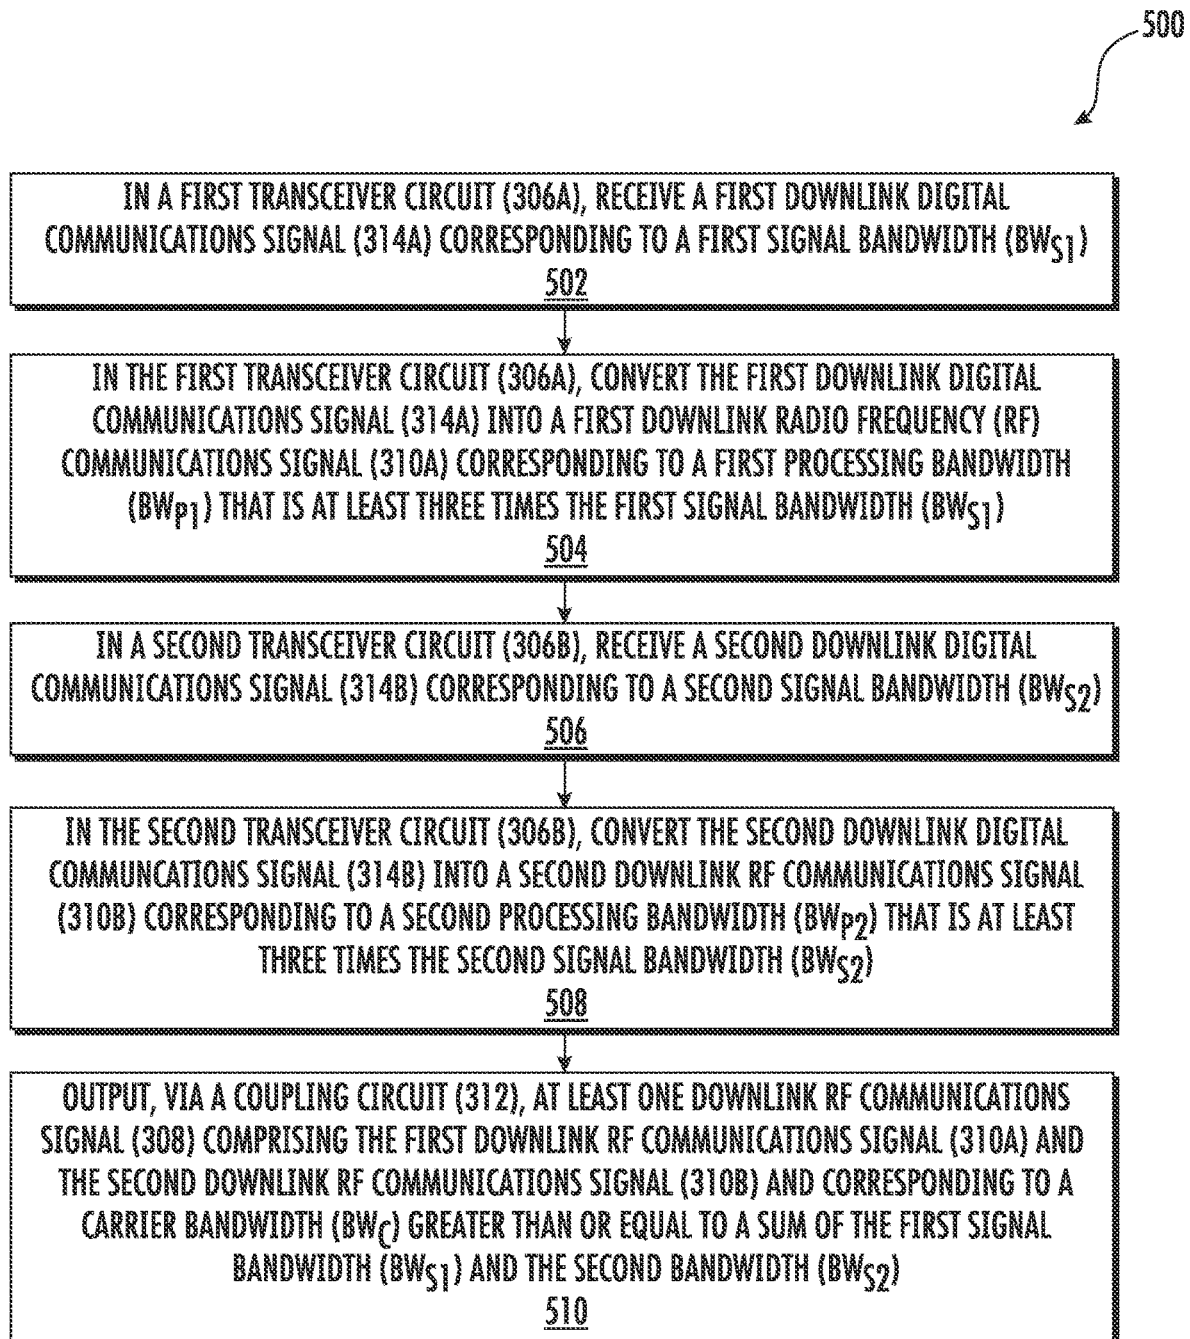 500
IN A FIRST TRANSCEIVER CIRCUIT (306A), RECEIVE A FIRST DOWNLINK DIGITAL
COMMUNICATIONS SIGNAL (314A) CORRESPONDING TO A FIRST SIGNAL BANDWIDTH (BWS1)
502
IN THE FIRST TRANSCEIVER CIRCUIT (306A), CONVERT THE FIRST DOWNLINK DIGITAL
COMMUNICATIONS SIGNAL (314A) INTO A FIRST DOWNLINK RADIO FREQUENCY (RF)
COMMUNICATIONS SIGNAL (310A) CORRESPONDING TO A FIRST PROCESSING BANDWIDTH
(BWP1) THAT IS AT LEAST THREE TIMES THE FIRST SIGNAL BANDWIDTH (BWS1)
504
IN A SECOND TRANSCEIVER CIRCUIT (306B), RECEIVE A SECOND DOWNLINK DIGITAL
COMMUNICATIONS SIGNAL (314B) CORRESPONDING TO A SECOND SIGNAL BANDWIDTH (BWS2)
506
IN THE SECOND TRANSCEIVER CIRCUIT (306B), CONVERT THE SECOND DOWNLINK DIGITAL
COMMUNCATIONS SIGNAL (314B) INTO A SECOND DOWNLINK RF COMMUNICATIONS SIGNAL
(310B) CORRESPONDING TO A SECOND PROCESSING BANDWIDTH (BWP2) THAT IS AT LEAST
THREE TIMES THE SECOND SIGNAL BANDWIDTH (BWS2)
508
OUTPUT, VIA A COUPLING CIRCUIT (312), AT LEAST ONE DOWNLINK RF COMMUNICATIONS
SIGNAL (308) COMPRISING THE FIRST DOWNLINK RF COMMUNICATIONS SIGNAL (310A) AND
THE SECOND DOWNLINK RF COMMUNICATIONS SIGNAL (310B) AND CORRESPONDING TO A
CARRIER BANDWIDTH (BWC) GREATER THAN OR EQUAL TO A SUM OF THE FIRST SIGNAL
BANDWIDTH (BWS1) AND THE SECOND BANDWIDTH (BWS2)
510